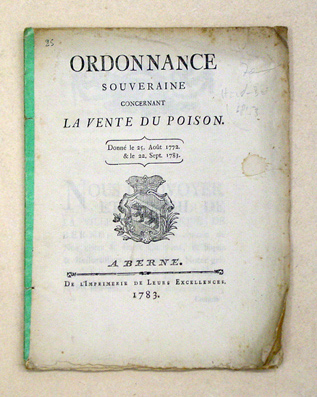 25
ORDONNANCE
SOUVERAINE
CONCERNANT
LA VENTE DU POISON.
Donné le 25. Août 1772.
& le 22. Sept. 1783.
A BERNE.
DE L'IMPRIMERIE DE LEURS EXCELLENCES.
1783.